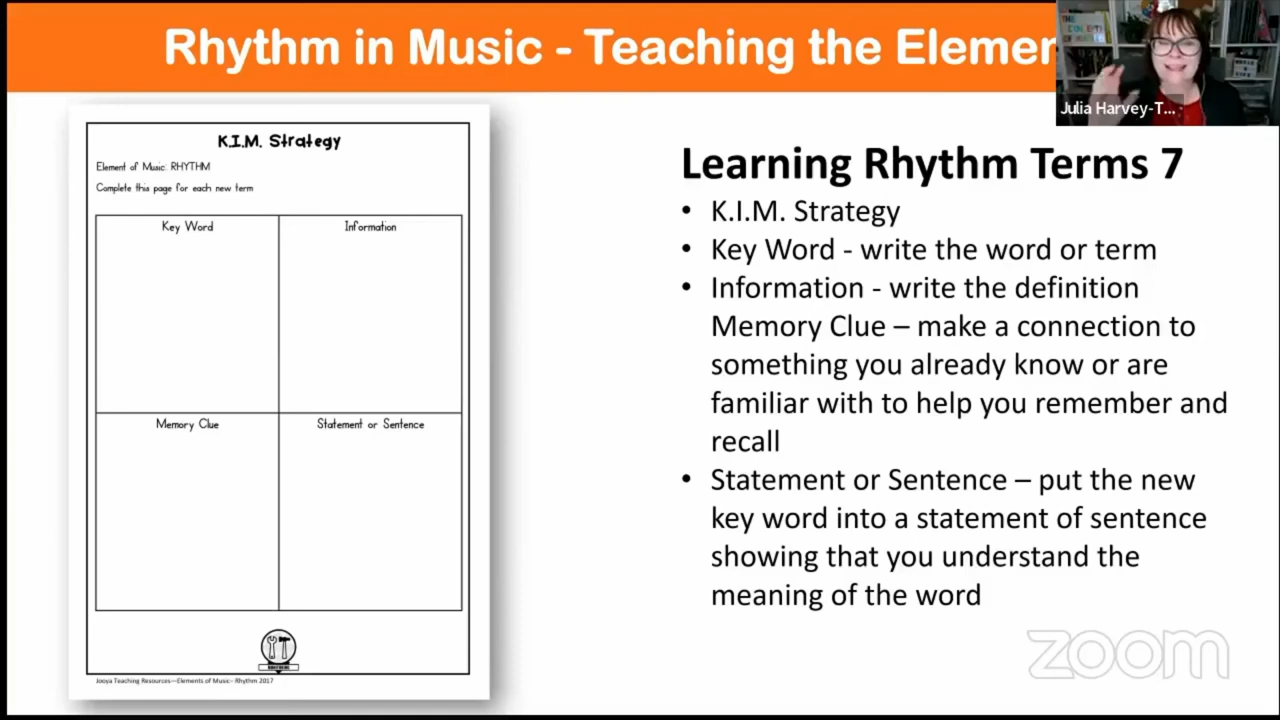 Rhythm in Music - Teaching the Elemen
Julia Harvey-T...
K.I.M. Strategy
Element of Music: RHYTHM
Complete this page for each new term
Key Word
Information
Memory Clue
Statement or Sentence
Jooya Teaching Resources—Elements of Music- Rhythm 2017
Learning Rhythm Terms 7
• K.I.M. Strategy
• Key Word - write the word or term
• Information - write the definition
Memory Clue – make a connection to
something you already know or are
familiar with to help you remember and
recall
• Statement or Sentence – put the new
key word into a statement of sentence
showing that you understand the
meaning of the word
zoom